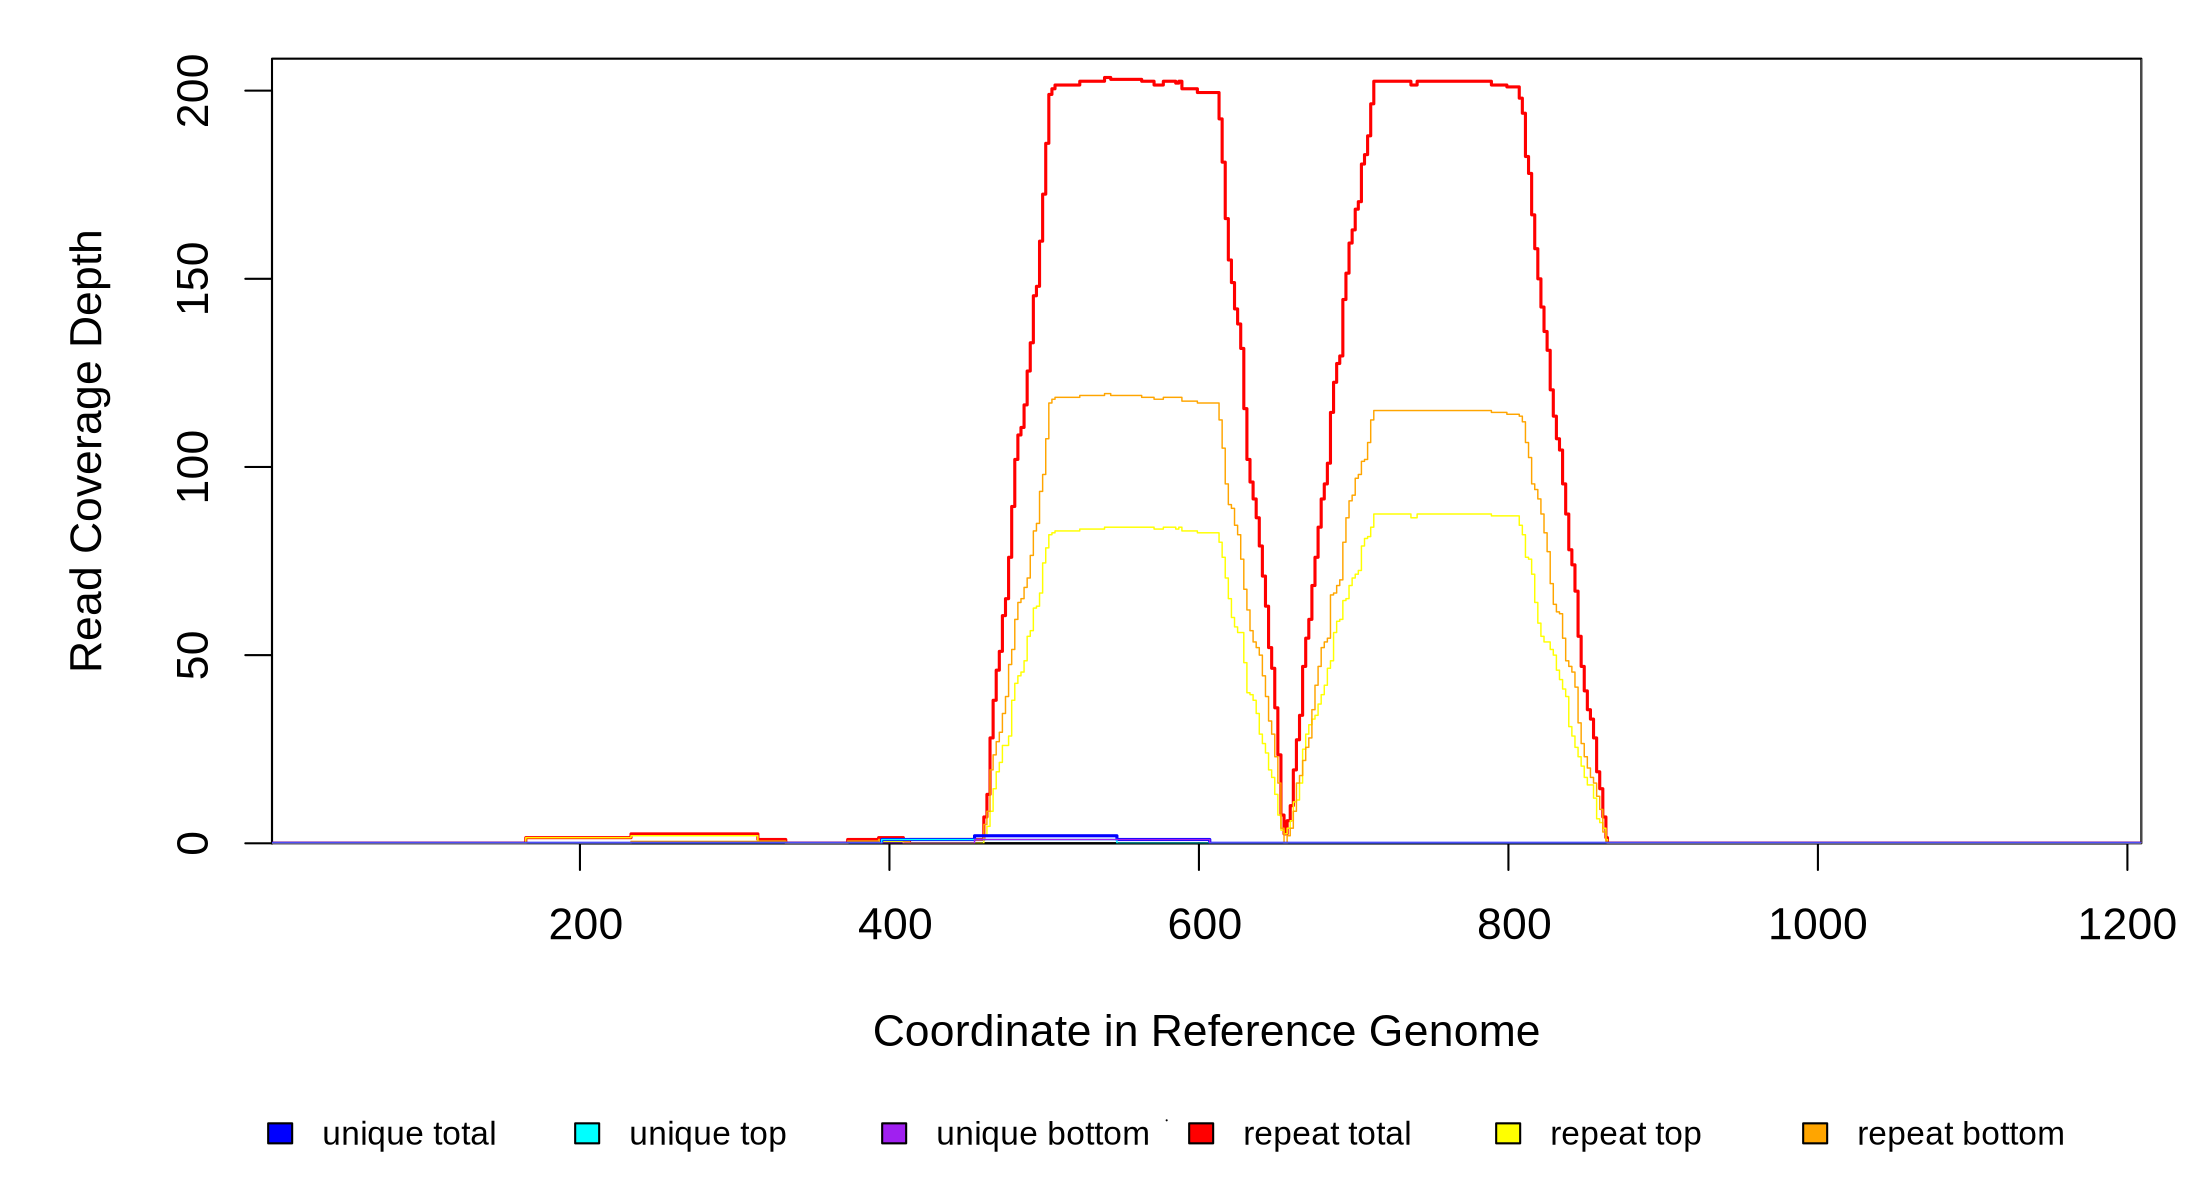 200
150
100
50
0
Read Coverage Depth
200 400 600 800 1000 1200
Coordinate in Reference Genome
unique total unique top unique bottom repeat total repeat top repeat bottom